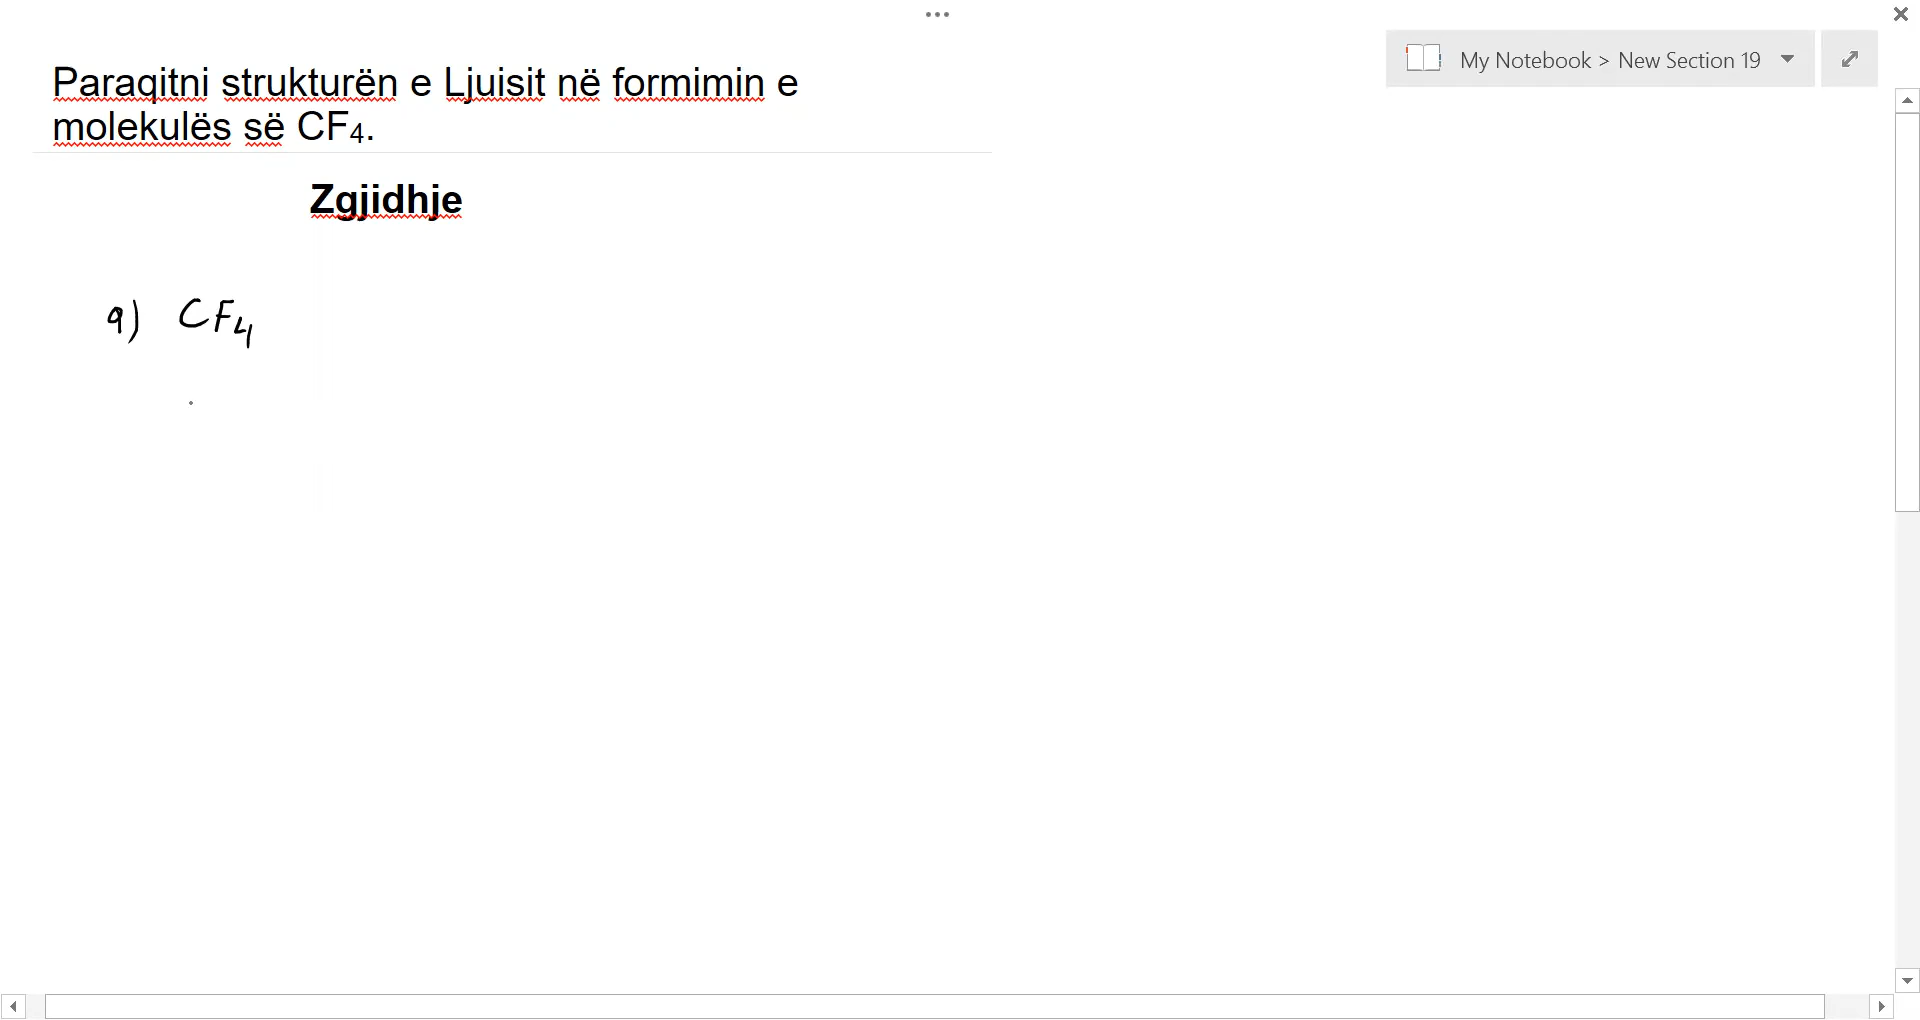 My Notebook > New Section 19
Paraqitni strukturën e Ljuisit në formimin e
molekulës së CF₄.
Zgjidhje
a) CF₄